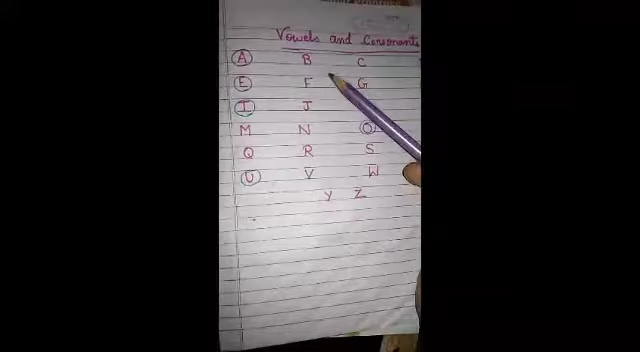 Vowels and Consonants
A B C
E F G
I J
M N O
Q R S
U V W
Y Z